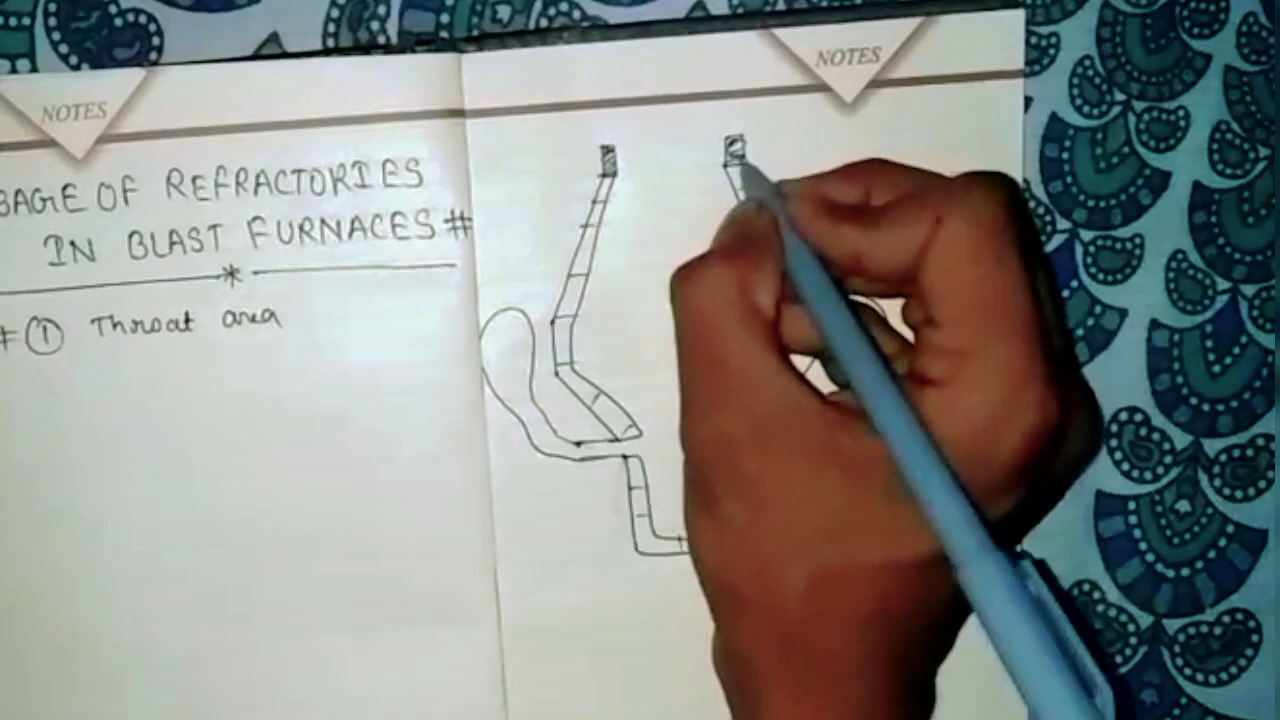 NOTES
NOTES
BAGE OF REFRACTORIES
IN BLAST FURNACES #
# ① Throat area